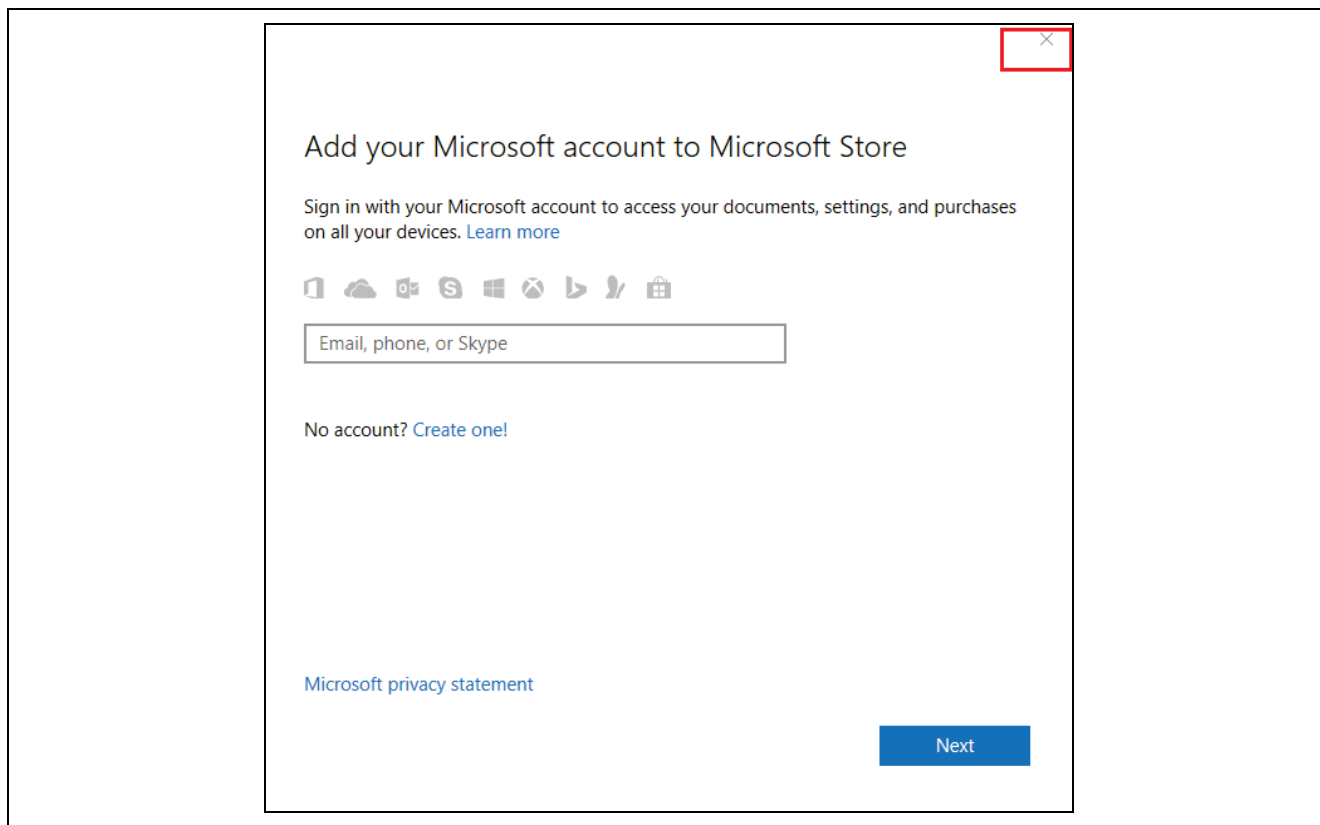 Add your Microsoft account to Microsoft Store
Sign in with your Microsoft account to access your documents, settings, and purchases
on all your devices. Learn more
Email, phone, or Skype
No account? Create one!
Microsoft privacy statement
Next